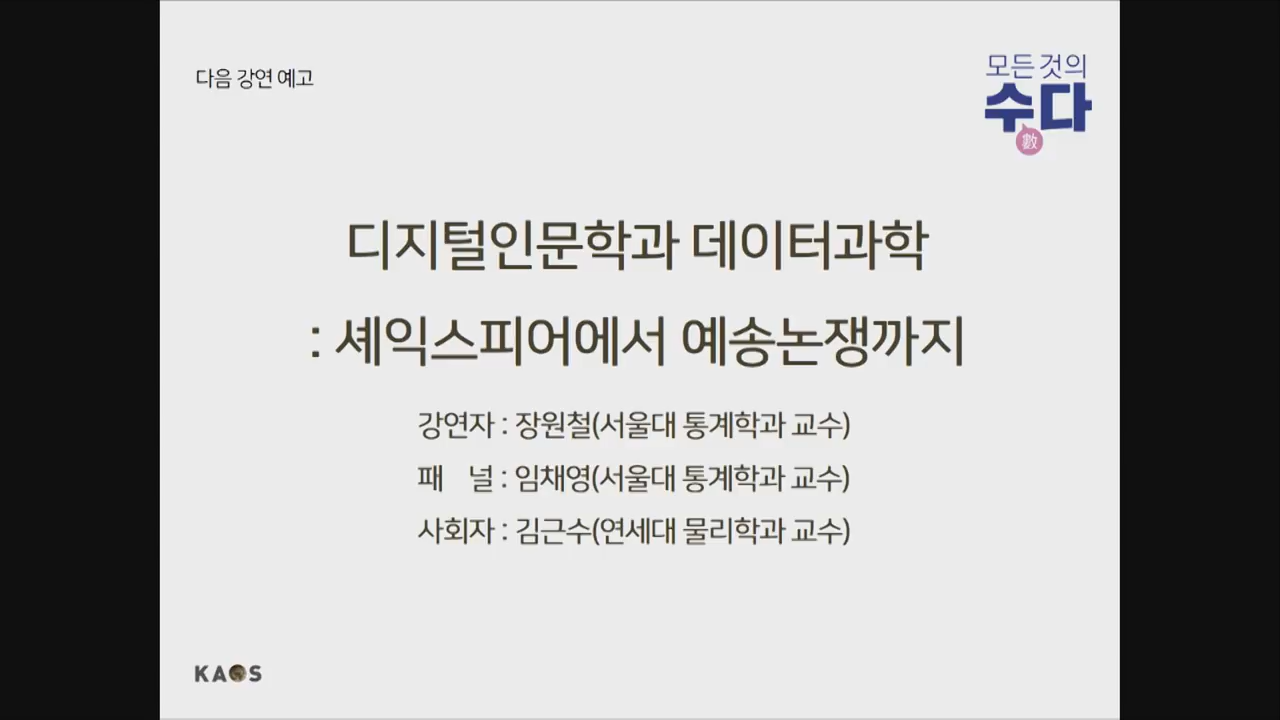 다음 강연 예고
모든 것의
수다
數
디지털인문학과 데이터과학
: 셰익스피어에서 예송논쟁까지
강연자 : 장원철(서울대 통계학과 교수)
패 널 : 임채영(서울대 통계학과 교수)
사회자 : 김근수(연세대 물리학과 교수)
KAOS